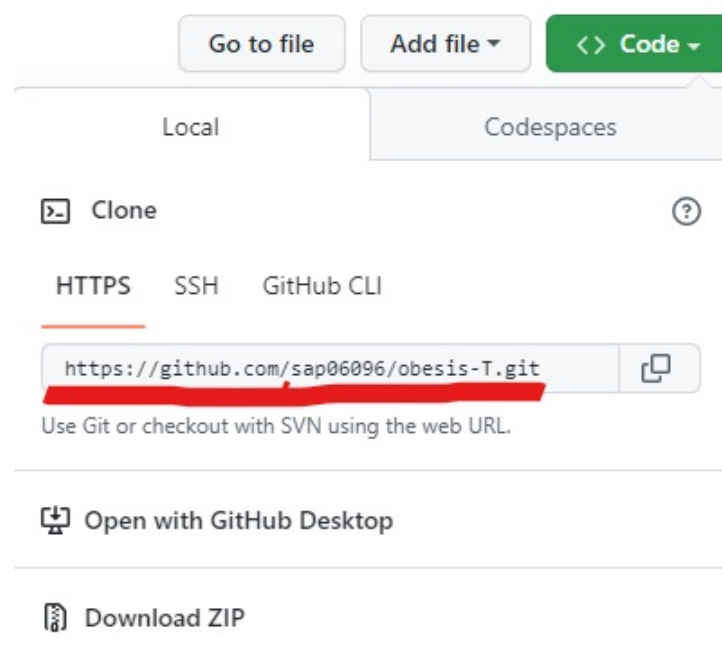 Go to file Add file <> Code
Local Codespaces
Clone
HTTPS SSH GitHub CLI
https://github.com/sap06096/obesis-T.git
Use Git or checkout with SVN using the web URL.
Open with GitHub Desktop
Download ZIP